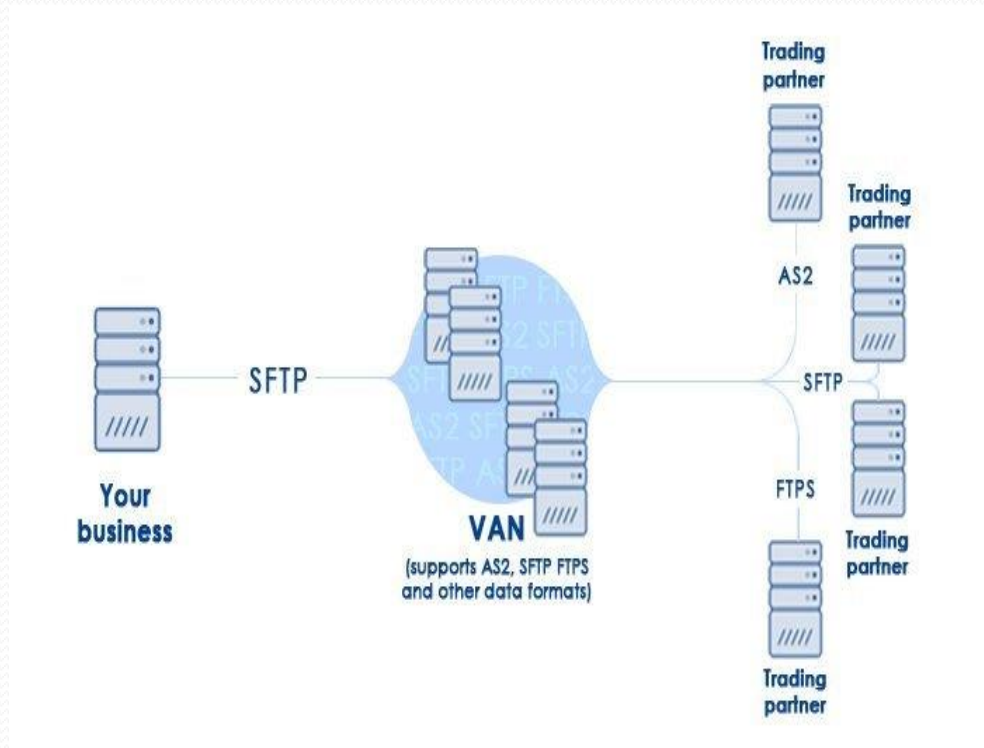 Trading
partner
Trading
partner
AS2
SFTP
SFTP
FTPS
Your
business
VAN
(supports AS2, SFTP FTPS
and other data formats)
Trading
partner
Trading
partner